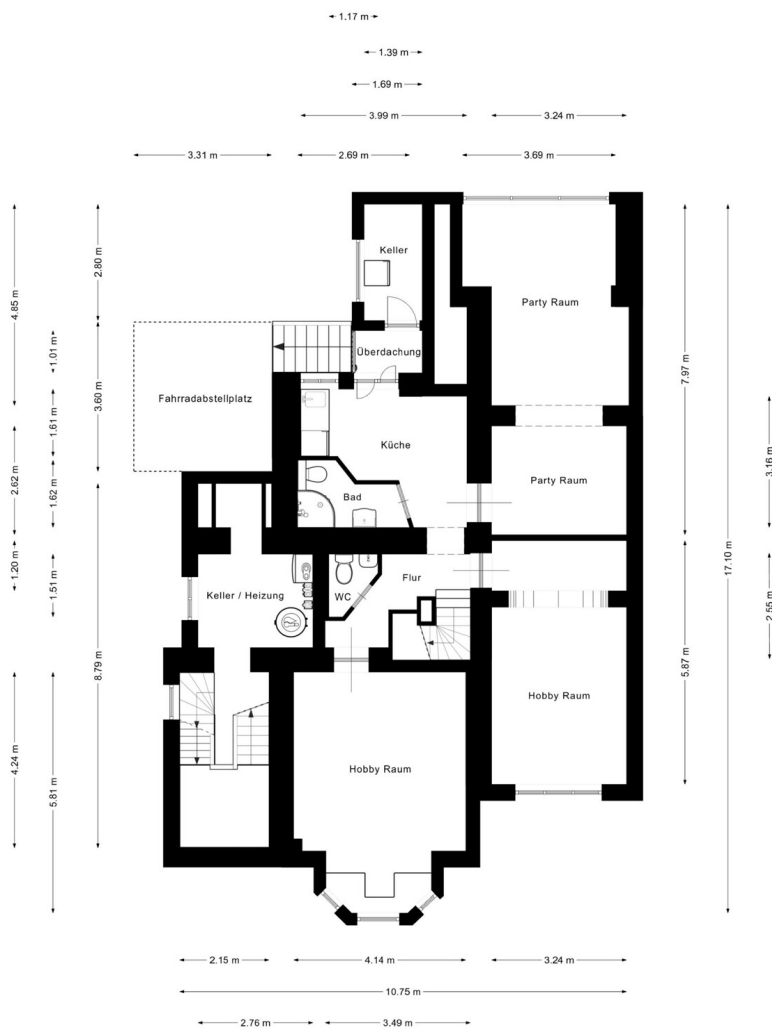 1.17 m
1.39 m
1.69 m
3.99 m
3.24 m
3.31 m
2.69 m
3.69 m
4.85 m
2.80 m
1.01 m
3.60 m
1.61 m
2.62 m
1.62 m
1.20 m
1.51 m
8.79 m
4.24 m
5.81 m
Keller
Party Raum
Überdachung
Fahrradabstellplatz
Küche
Party Raum
Bad
Flur
Keller / Heizung
WC
Hobby Raum
Hobby Raum
7.97 m
3.16 m
17.10 m
2.55 m
5.87 m
2.15 m
4.14 m
3.24 m
10.75 m
2.76 m
3.49 m